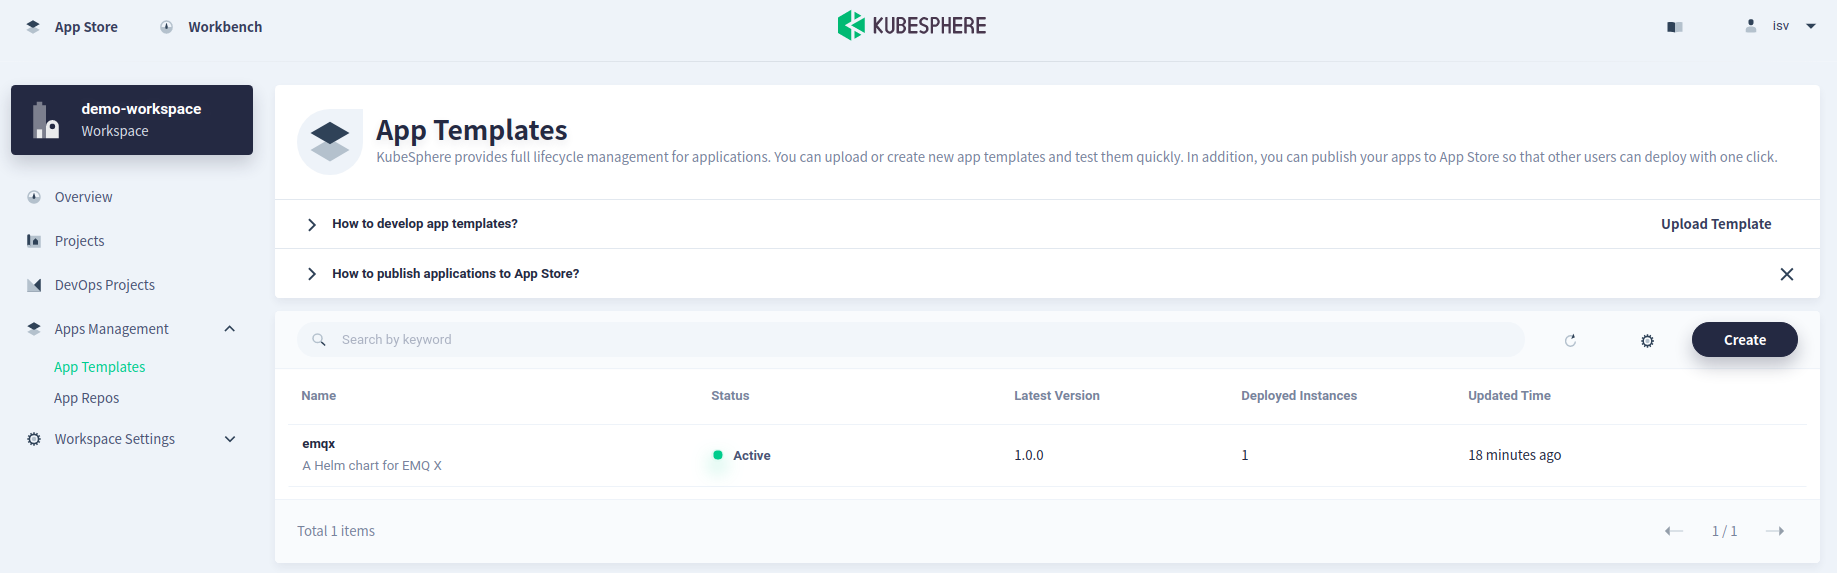 App Store
Workbench
KUBESPHERE
isv
demo-workspace
Workspace
Overview
Projects
DevOps Projects
Apps Management
App Templates
App Repos
Workspace Settings
App Templates
KubeSphere provides full lifecycle management for applications. You can upload or create new app templates and test them quickly. In addition, you can publish your apps to App Store so that other users can deploy with one click.
How to develop app templates?
Upload Template
How to publish applications to App Store?
Search by keyword
Create
Name Status Latest Version Deployed Instances Updated Time
emqx
A Helm chart for EMQ X
Active 1.0.0 1 18 minutes ago
Total 1 items
1 / 1